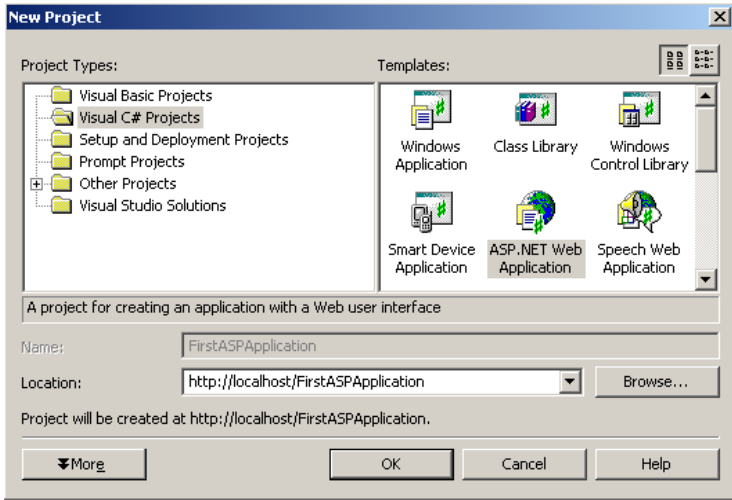 New Project
Project Types:
Templates:
Visual Basic Projects
Visual C# Projects
Setup and Deployment Projects
Prompt Projects
Other Projects
Visual Studio Solutions
Windows
Application
Class Library
Windows
Control Library
Smart Device
Application
ASP.NET Web
Application
Speech Web
Application
A project for creating an application with a Web user interface
Name:
FirstASPApplication
Location:
http://localhost/FirstASPApplication
Browse...
Project will be created at http://localhost/FirstASPApplication.
More
OK
Cancel
Help